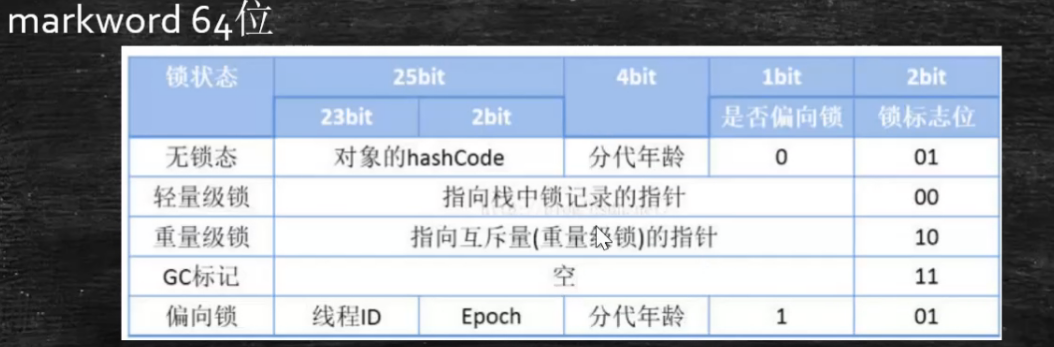 markword 64位
锁状态 25bit 4bit 1bit 2bit
23bit 2bit 是否偏向锁 锁标志位
无锁态 对象的hashCode 分代年龄 0 01
轻量级锁 指向栈中锁记录的指针 00
重量级锁 指向互斥量(重量级锁)的指针 10
GC标记 空 11
偏向锁 线程ID Epoch 分代年龄 1 01